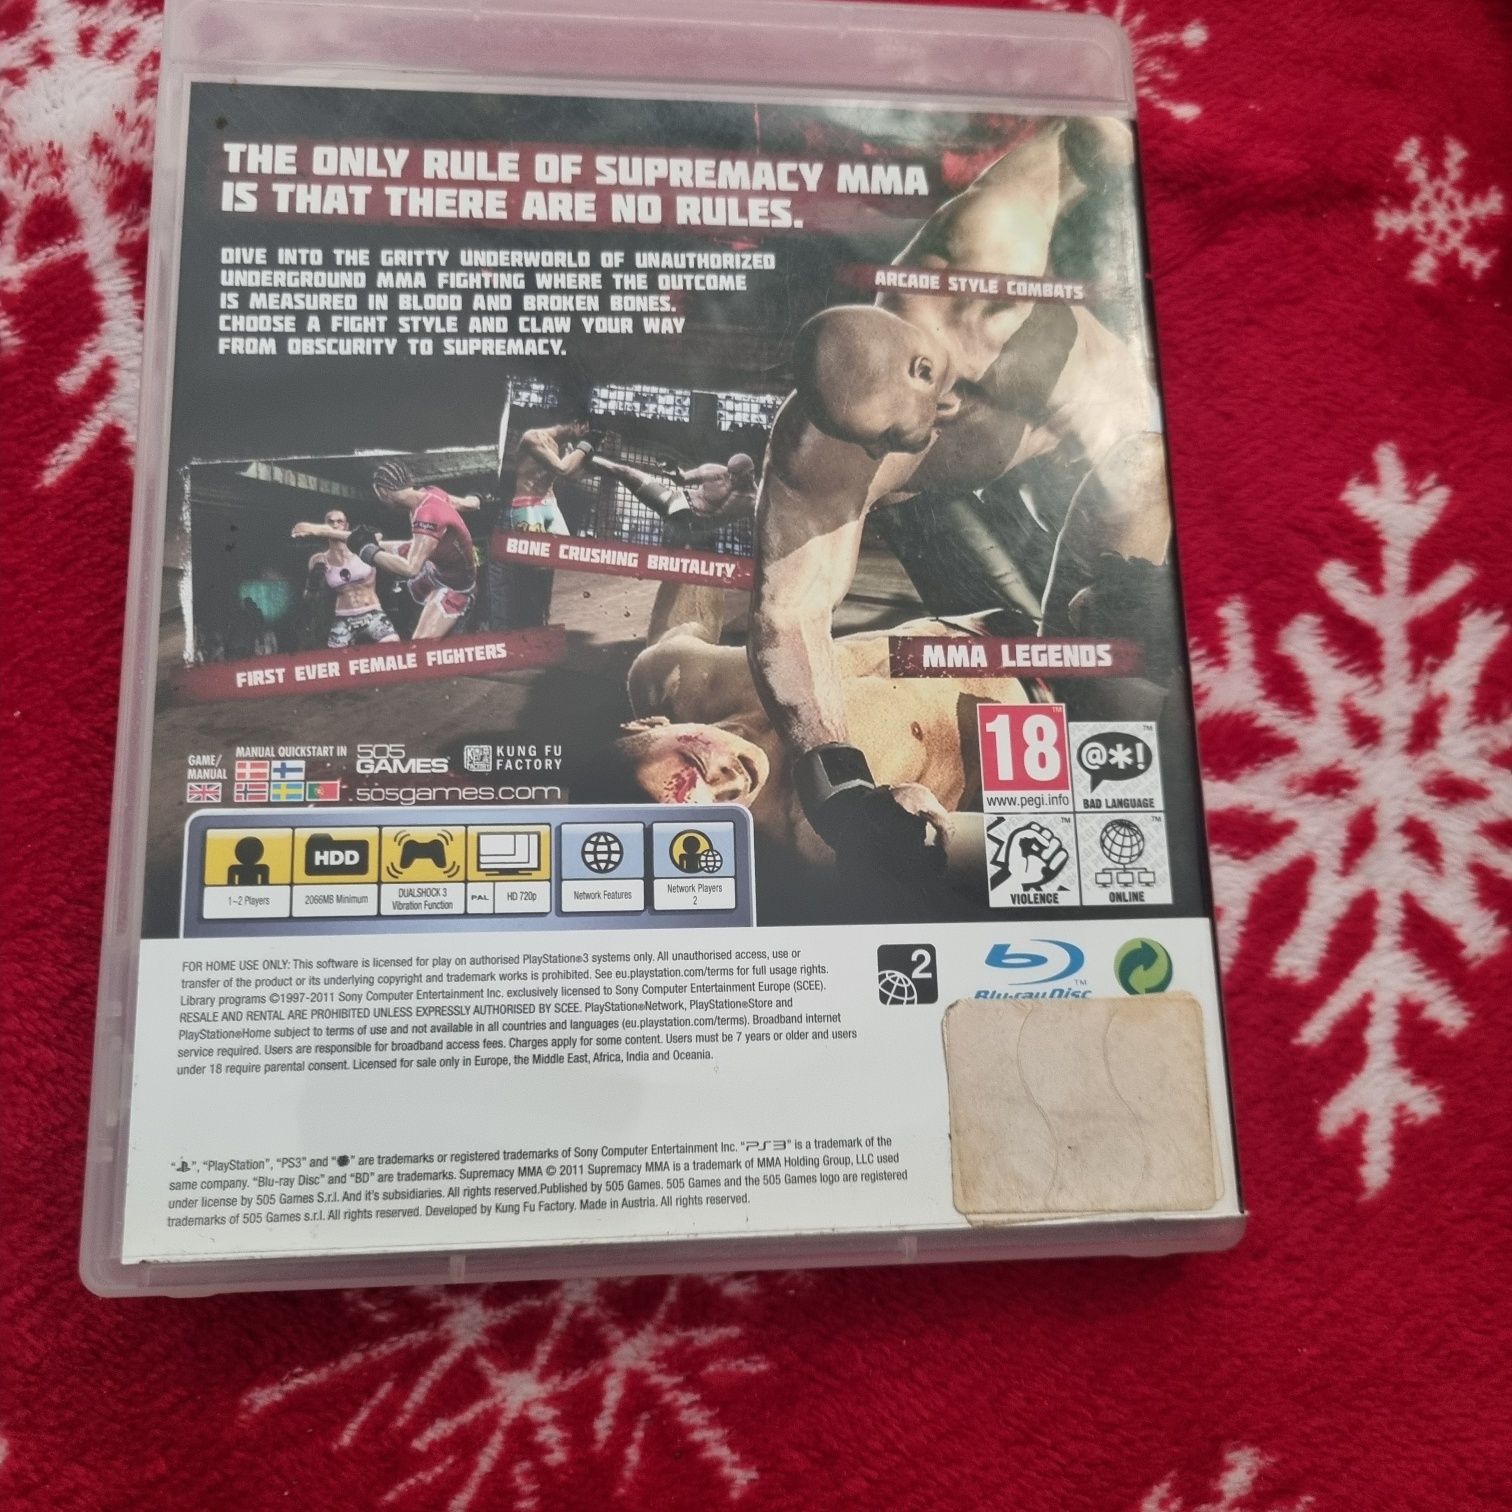 THE ONLY RULE OF SUPREMACY MMA
IS THAT THERE ARE NO RULES.
DIVE INTO THE GRITTY UNDERWORLD OF UNAUTHORIZED
UNDERGROUND MMA FIGHTING WHERE THE OUTCOME
IS MEASURED IN BLOOD AND BROKEN BONES.
CHOOSE A FIGHT STYLE AND CLAW YOUR WAY
FROM OBSCURITY TO SUPREMACY.
ARCADE STYLE COMBATS
BONE CRUSHING BRUTALITY
FIRST EVER FEMALE FIGHTERS
MMA LEGENDS
GAME/
MANUAL
MANUAL QUICKSTART IN
505
GAMES
KUNG FU
FACTORY
505games.com
18
www.pegi.info
@*!
BAD LANGUAGE
VIOLENCE
ONLINE
HDD
1-2 Players
2066MB Minimum
DUALSHOCK 3
Vibration Function
PAL
HD 720p
Network Features
Network Players
2
FOR HOME USE ONLY: This software is licensed for play on authorised PlayStation®3 systems only. All unauthorised access, use or
transfer of the product or its underlying copyright and trademark works is prohibited. See eu.playstation.com/terms for full usage rights.
Library programs ©1997-2011 Sony Computer Entertainment Inc. exclusively licensed to Sony Computer Entertainment Europe (SCEE).
RESALE AND RENTAL ARE PROHIBITED UNLESS EXPRESSLY AUTHORISED BY SCEE. PlayStation®Network, PlayStation®Store and
PlayStation®Home subject to terms of use and not available in all countries and languages (eu.playstation.com/terms). Broadband internet
service required. Users are responsible for broadband access fees. Charges apply for some content. Users must be 7 years or older and users
under 18 require parental consent. Licensed for sale only in Europe, the Middle East, Africa, India and Oceania.
2
Blu-ray Disc
TM
"", "PlayStation", "PS3" and "" are trademarks or registered trademarks of Sony Computer Entertainment Inc. "PS3" is a trademark of the
same company. "Blu-ray Disc" and "BD" are trademarks. Supremacy MMA © 2011 Supremacy MMA is a trademark of MMA Holding Group, LLC used
under license by 505 Games S.r.l. And it's subsidiaries. All rights reserved.Published by 505 Games. 505 Games and the 505 Games logo are registered
trademarks of 505 Games s.r.l. All rights reserved. Developed by Kung Fu Factory. Made in Austria. All rights reserved.